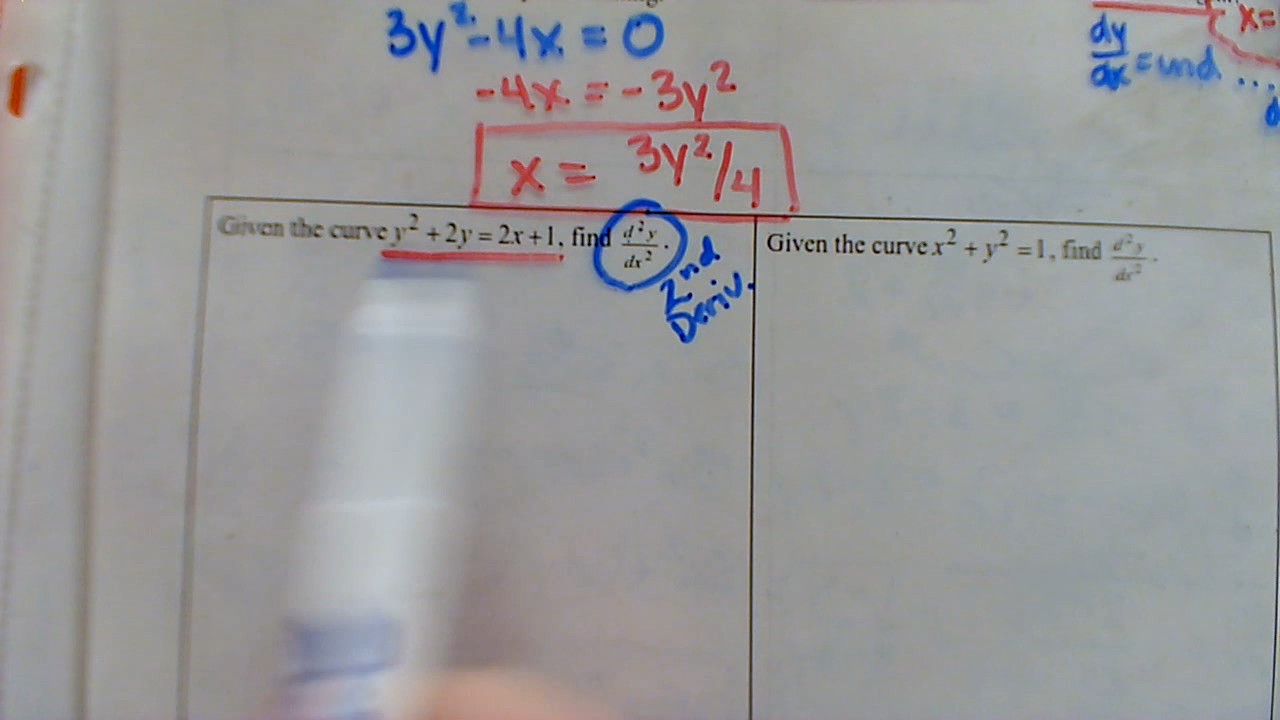 3y² - 4x = 0
-4x = -3y²
x = 3y²/4
x =
dy/dx = und ...
Given the curve y² + 2y = 2x + 1, find d²y/dx².
2nd
Deriv.
Given the curve x² + y² = 1, find d²y/dx².